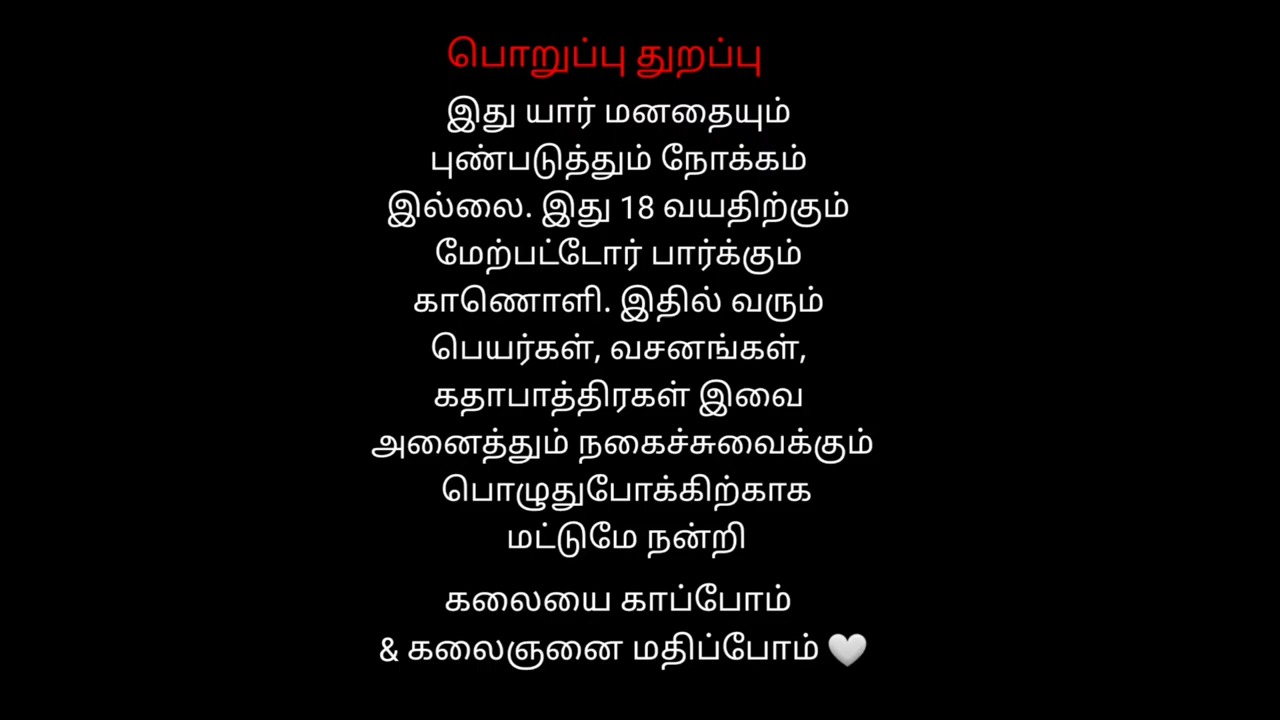 பொறுப்பு துறப்பு
இது யார் மனதையும்
புண்படுத்தும் நோக்கம்
இல்லை. இது 18 வயதிற்கும்
மேற்பட்டோர் பார்க்கும்
காணொளி. இதில் வரும்
பெயர்கள், வசனங்கள்,
கதாபாத்திரகள் இவை
அனைத்தும் நகைச்சுவைக்கும்
பொழுதுபோக்கிற்காக
மட்டுமே நன்றி
கலையை காப்போம்
& கலைஞனை மதிப்போம் 🤍